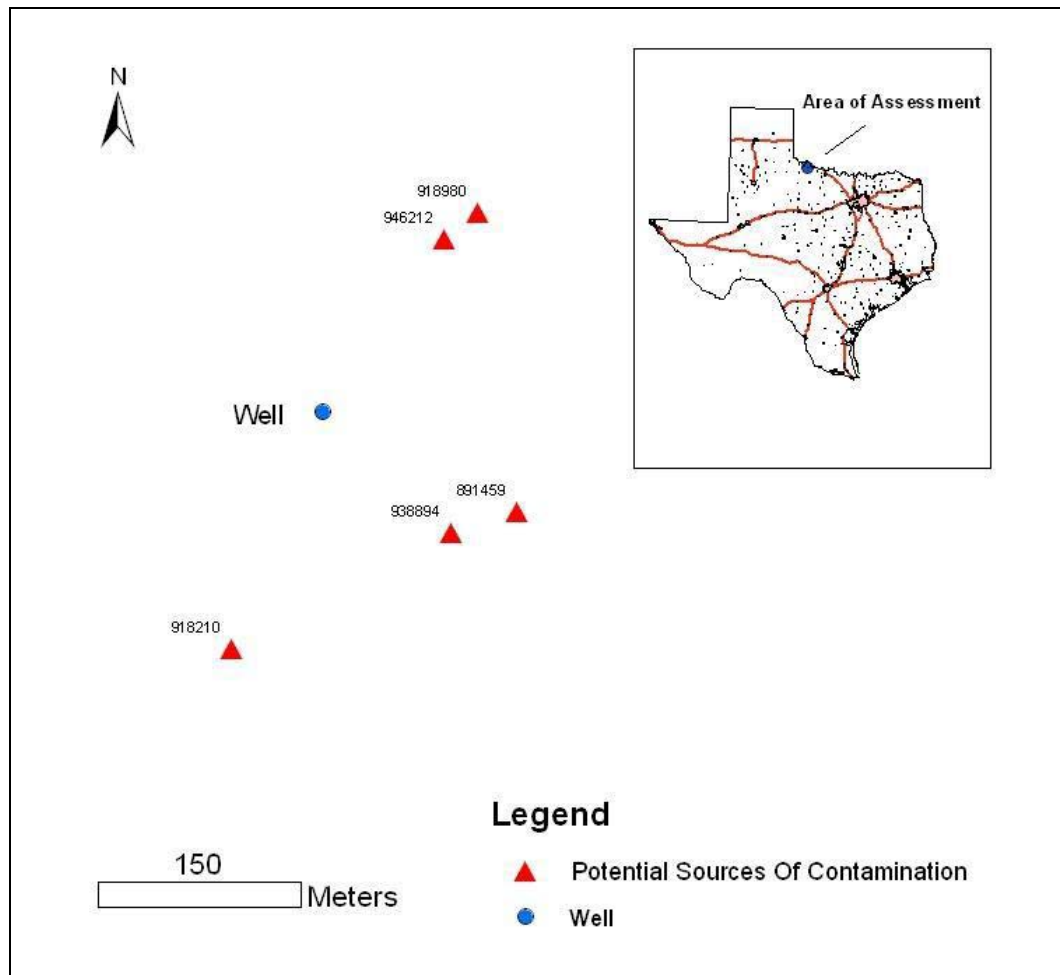 N
Area of Assessment
918980
946212
Well
891459
938894
918210
Legend
150
Meters
Potential Sources Of Contamination
Well